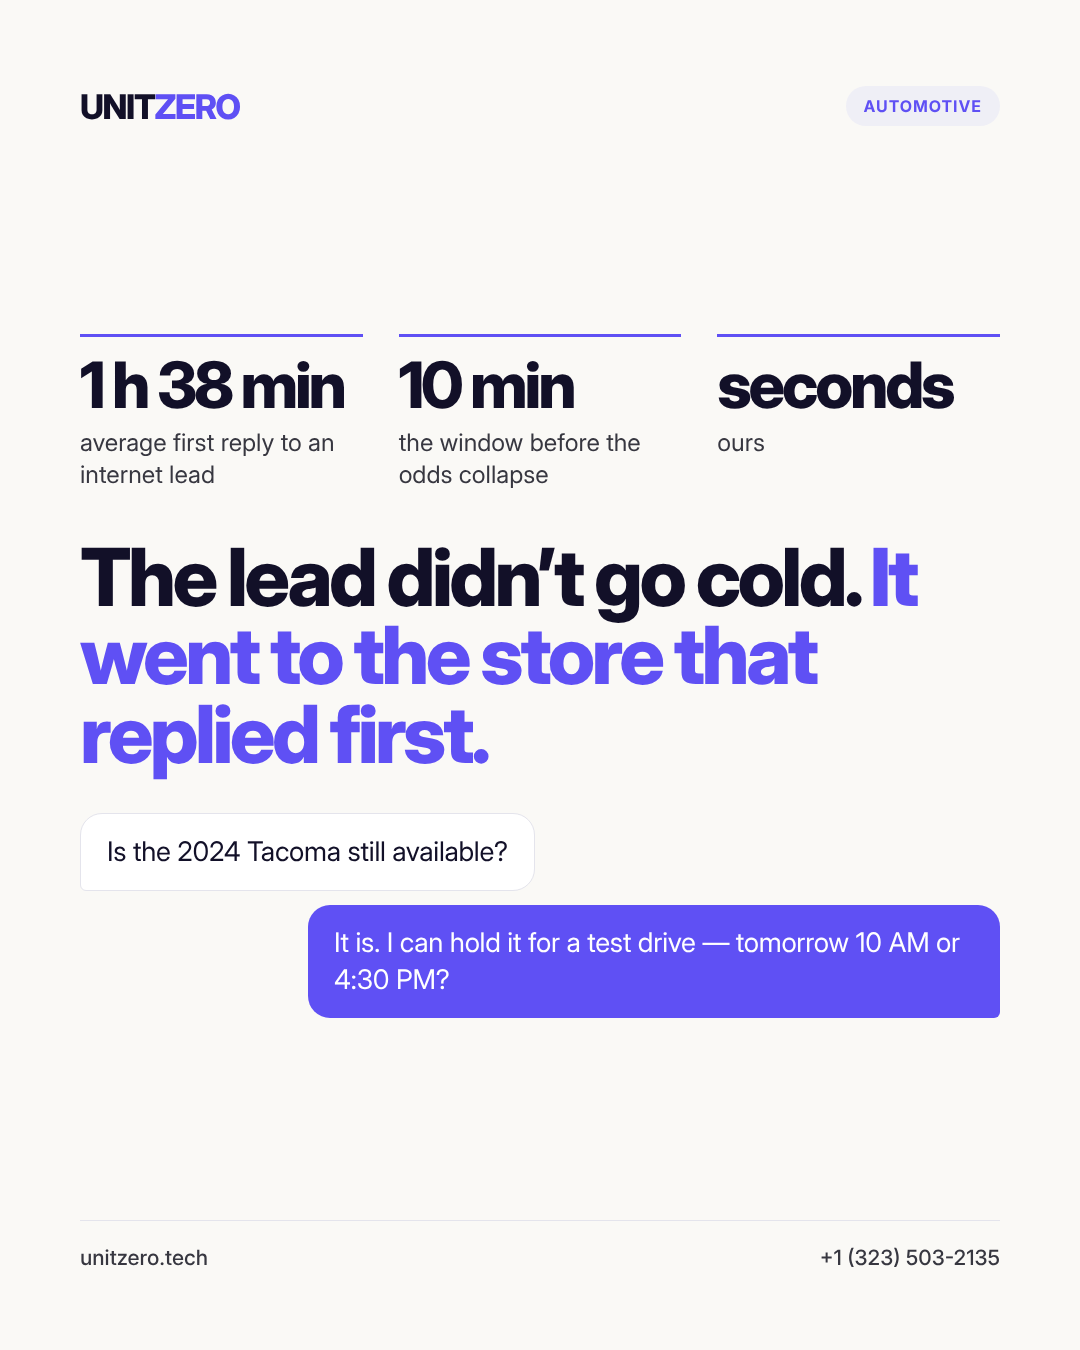 UNITZERO
AUTOMOTIVE
1 h 38 min
average first reply to an
internet lead
10 min
the window before the
odds collapse
seconds
ours
The lead didn’t go cold. It
went to the store that
replied first.
Is the 2024 Tacoma still available?
It is. I can hold it for a test drive — tomorrow 10 AM or
4:30 PM?
unitzero.tech
+1 (323) 503-2135